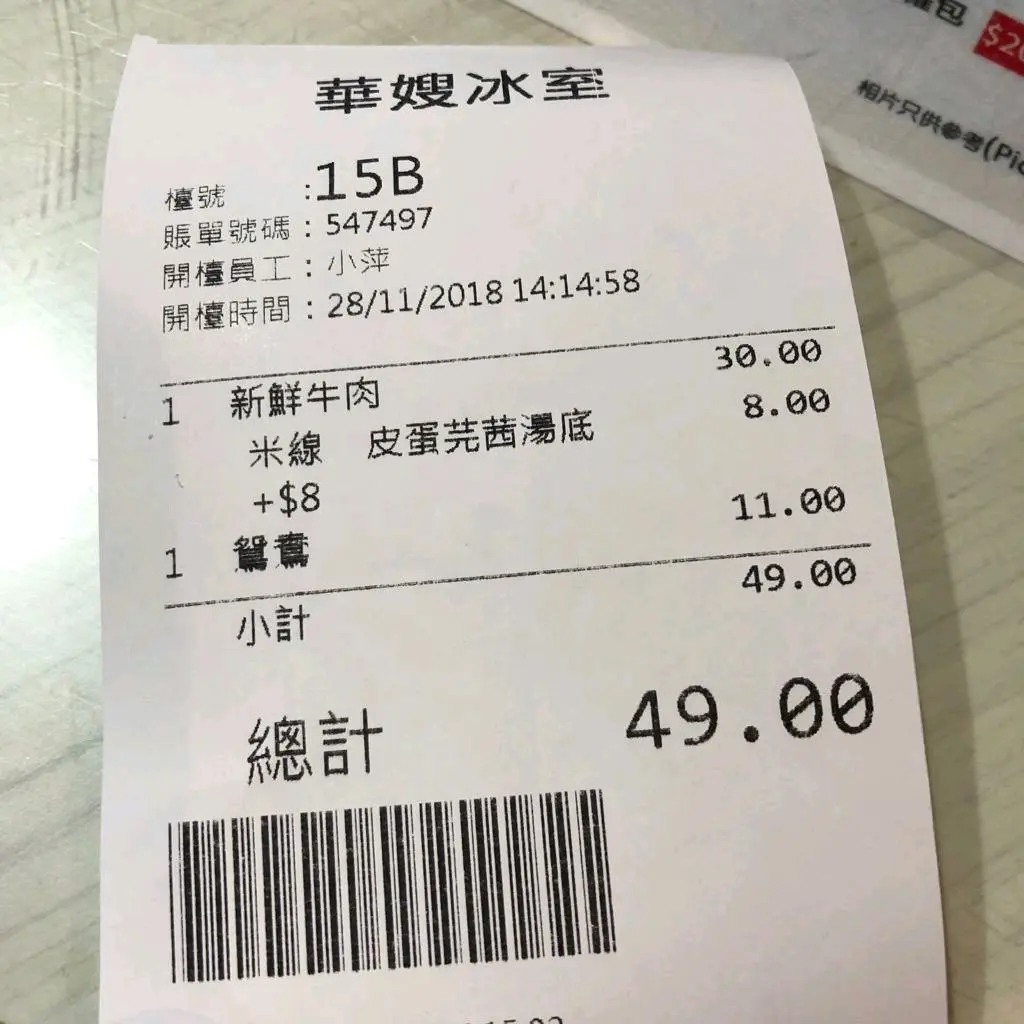 華嫂冰室
檯號 :15B
賬單號碼 : 547497
開檯員工 : 小萍
開檯時間 : 28/11/2018 14:14:58
1 新鮮牛肉 30.00
米線 皮蛋芫茜湯底 8.00
+$8
1 鴛鴦 11.00
小計 49.00
總計 49.00
包 $20
相片只供參考(Pic